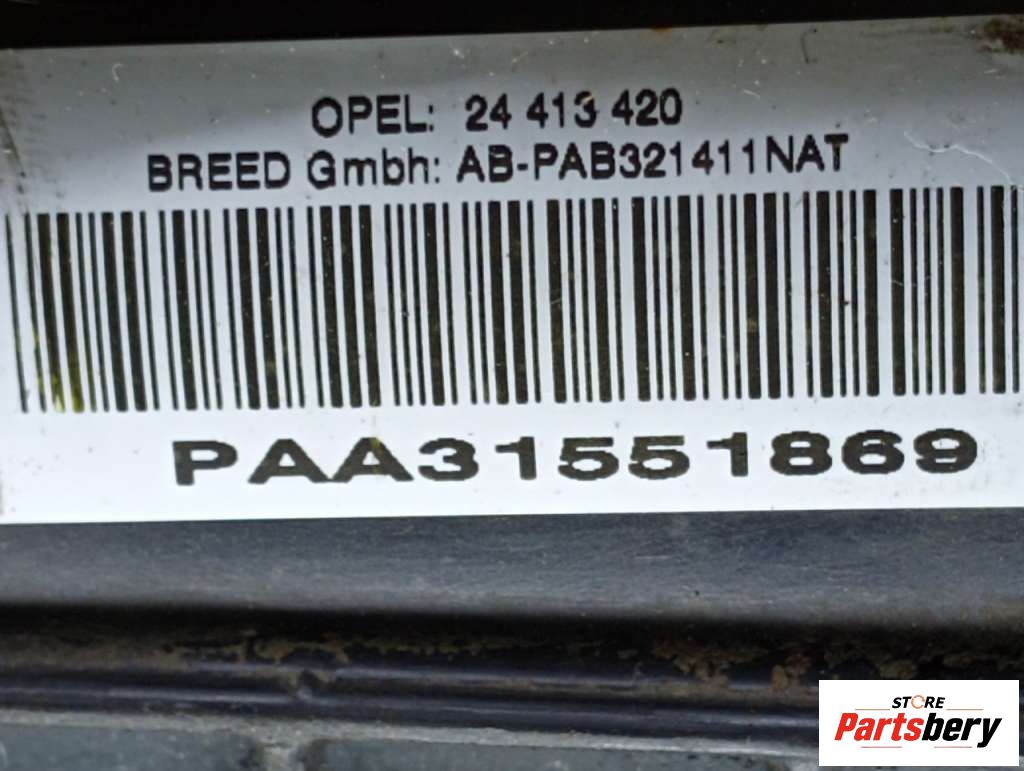 OPEL: 24 413 420
BREED Gmbh: AB-PAB321411NAT
PAA31551869
STORE
Partsbery